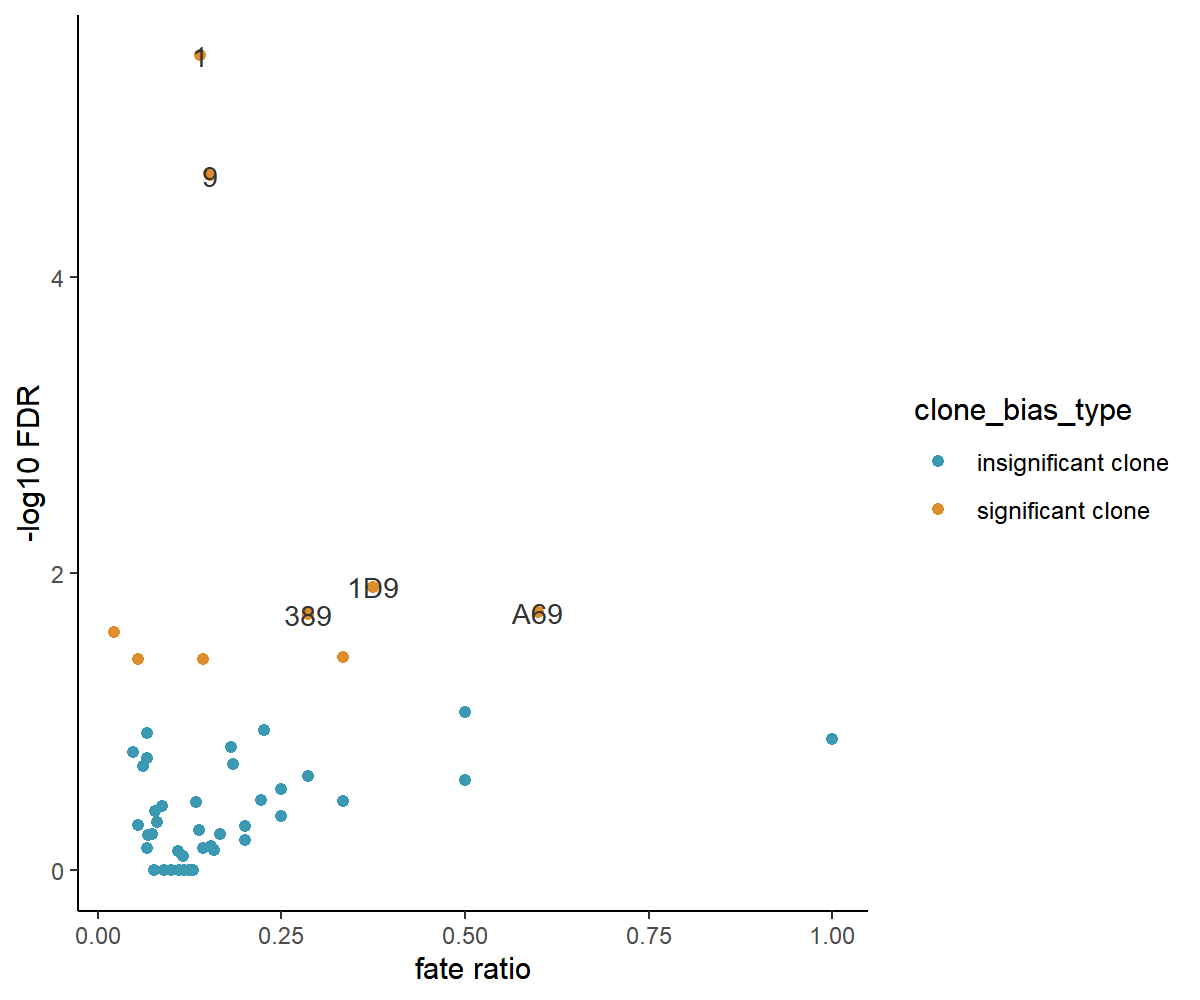 1
9
4
-log10 FDR
clone_bias_type
insignificant clone
significant clone
2
1D9
389
A69
0
0.00 0.25 0.50 0.75 1.00
fate ratio